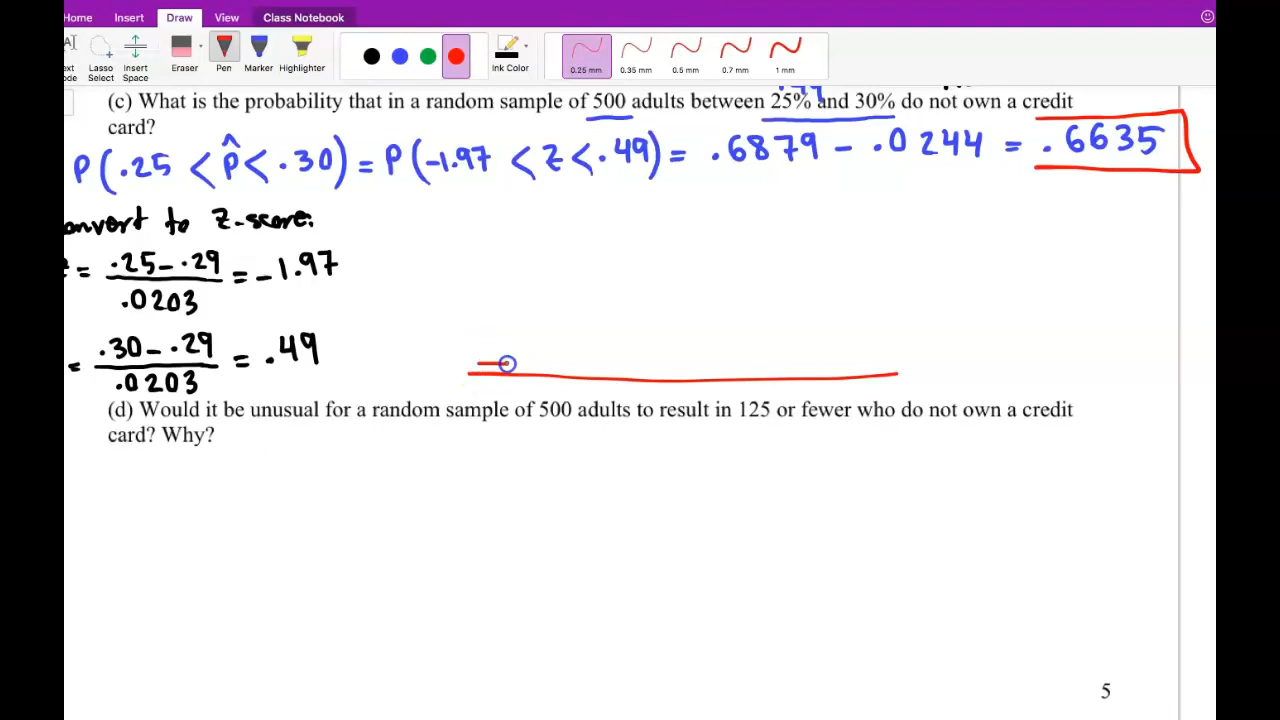 Home Insert Draw View Class Notebook
Lasso Select
Insert Space
Eraser
Pen
Marker
Highlighter
Ink Color
0.25 mm 0.35 mm 0.5 mm 0.7 mm 1 mm
(c) What is the probability that in a random sample of 500 adults between 25% and 30% do not own a credit
card?
P(.25 < p̂ < .30) = P(-1.97 < Z < .49) = .6879 - .0244 = .6635
to Z-score:
= .25 - .29 / .0203 = -1.97
= .30 - .29 / .0203 = .49
(d) Would it be unusual for a random sample of 500 adults to result in 125 or fewer who do not own a credit
card? Why?
5